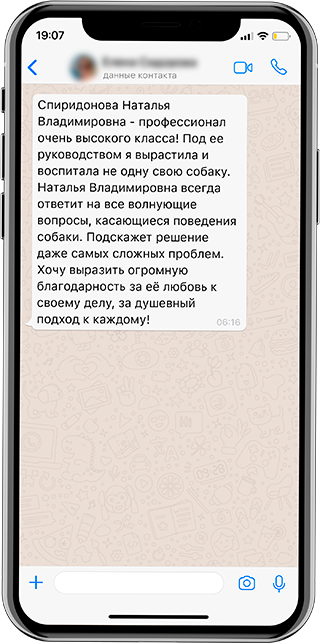 19:07
данные контакта
Спиридонова Наталья
Владимировна - профессионал
очень высокого класса! Под ее
руководством я вырастила и
воспитала не одну свою собаку.
Наталья Владимировна всегда
ответит на все волнующие
вопросы, касающиеся поведения
собаки. Подскажет решение
даже самых сложных проблем.
Хочу выразить огромную
благодарность за её любовь к
своему делу, за душевный
подход к каждому!
06:16